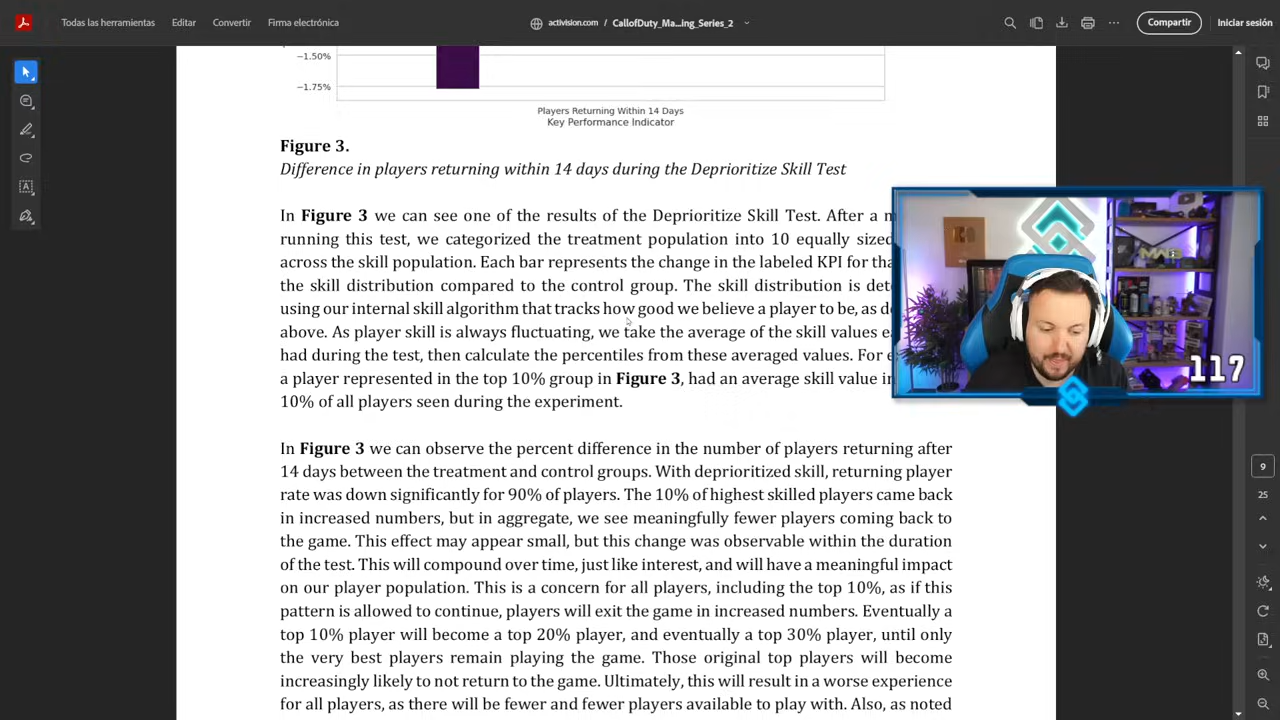 Todas las herramientas Editar Convertir Firma electrónica activision.com / CallofDuty_Ma...ing_Series_2 Compartir Iniciar sesión
−1.50%
−1.75%
Players Returning Within 14 Days
Key Performance Indicator
Figure 3.
Difference in players returning within 14 days during the Deprioritize Skill Test
In Figure 3 we can see one of the results of the Deprioritize Skill Test. After a
running this test, we categorized the treatment population into 10 equally sized
across the skill population. Each bar represents the change in the labeled KPI for
the skill distribution compared to the control group. The skill distribution is
using our internal skill algorithm that tracks how good we believe a player to be, as
above. As player skill is always fluctuating, we take the average of the skill values
had during the test, then calculate the percentiles from these averaged values. For
a player represented in the top 10% group in Figure 3, had an average skill value in
10% of all players seen during the experiment.
117
In Figure 3 we can observe the percent difference in the number of players returning after
14 days between the treatment and control groups. With deprioritized skill, returning player
rate was down significantly for 90% of players. The 10% of highest skilled players came back
in increased numbers, but in aggregate, we see meaningfully fewer players coming back to
the game. This effect may appear small, but this change was observable within the duration
of the test. This will compound over time, just like interest, and will have a meaningful impact
on our player population. This is a concern for all players, including the top 10%, as if this
pattern is allowed to continue, players will exit the game in increased numbers. Eventually a
top 10% player will become a top 20% player, and eventually a top 30% player, until only
the very best players remain playing the game. Those original top players will become
increasingly likely to not return to the game. Ultimately, this will result in a worse experience
for all players, as there will be fewer and fewer players available to play with. Also, as noted
9
25